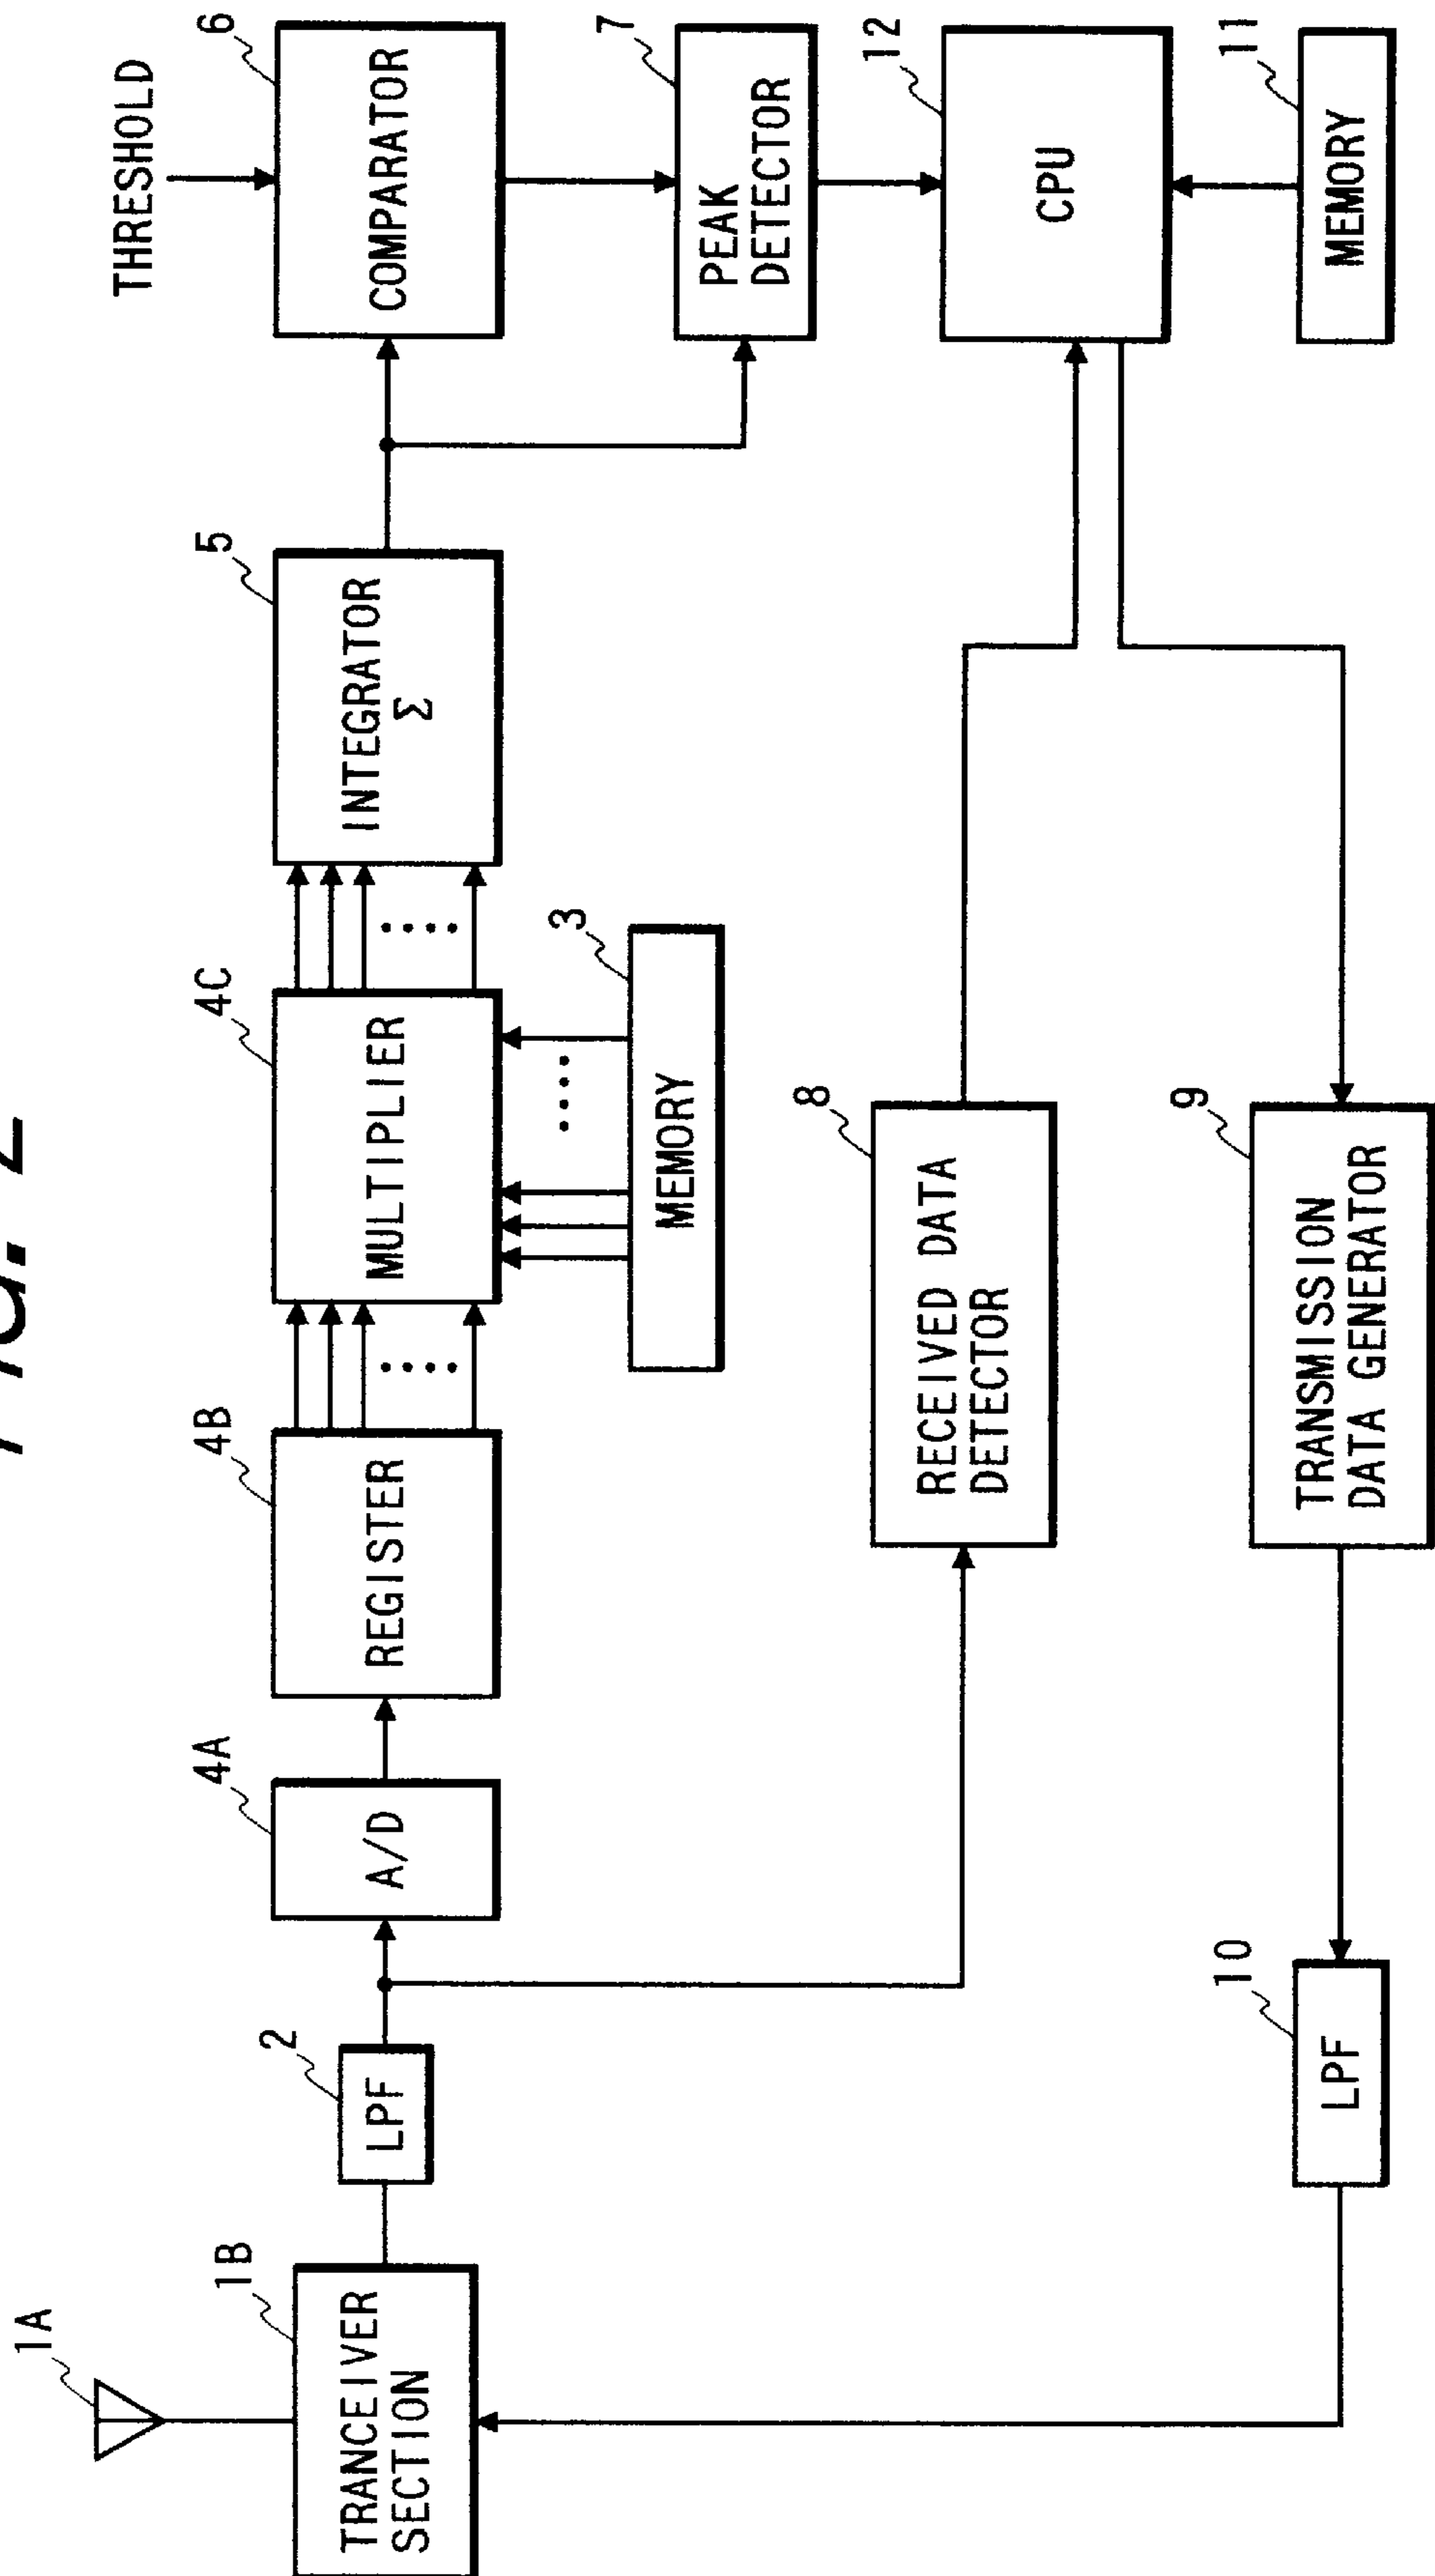 FIG. 2
1A
1B
TRANCEIVER
SECTION
2
LPF
4A
A/D
4B
REGISTER
4C
MULTIPLIER
5
INTEGRATOR
Σ
THRESHOLD
6
COMPARATOR
3
MEMORY
7
PEAK
DETECTOR
8
RECEIVED DATA
DETECTOR
12
CPU
10
LPF
9
TRANSMISSION
DATA GENERATOR
11
MEMORY